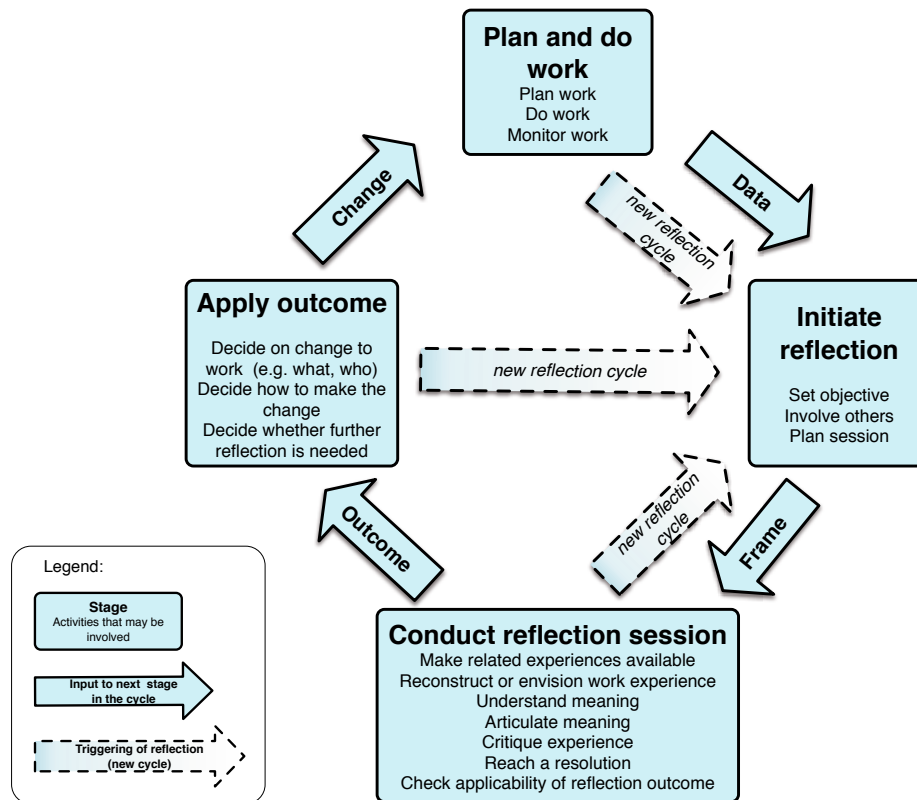 Plan and do
work
Plan work
Do work
Monitor work
Change
Data
new reflection
cycle
Apply outcome
Decide on change to
work (e.g. what, who)
Decide how to make the
change
Decide whether further
reflection is needed
new reflection cycle
Initiate
reflection
Set objective
Involve others
Plan session
Outcome
new reflection
cycle
Frame
Conduct reflection session
Make related experiences available
Reconstruct or envision work experience
Understand meaning
Articulate meaning
Critique experience
Reach a resolution
Check applicability of reflection outcome
Legend:
Stage
Activities that may be
involved
Input to next stage
in the cycle
Triggering of reflection
(new cycle)